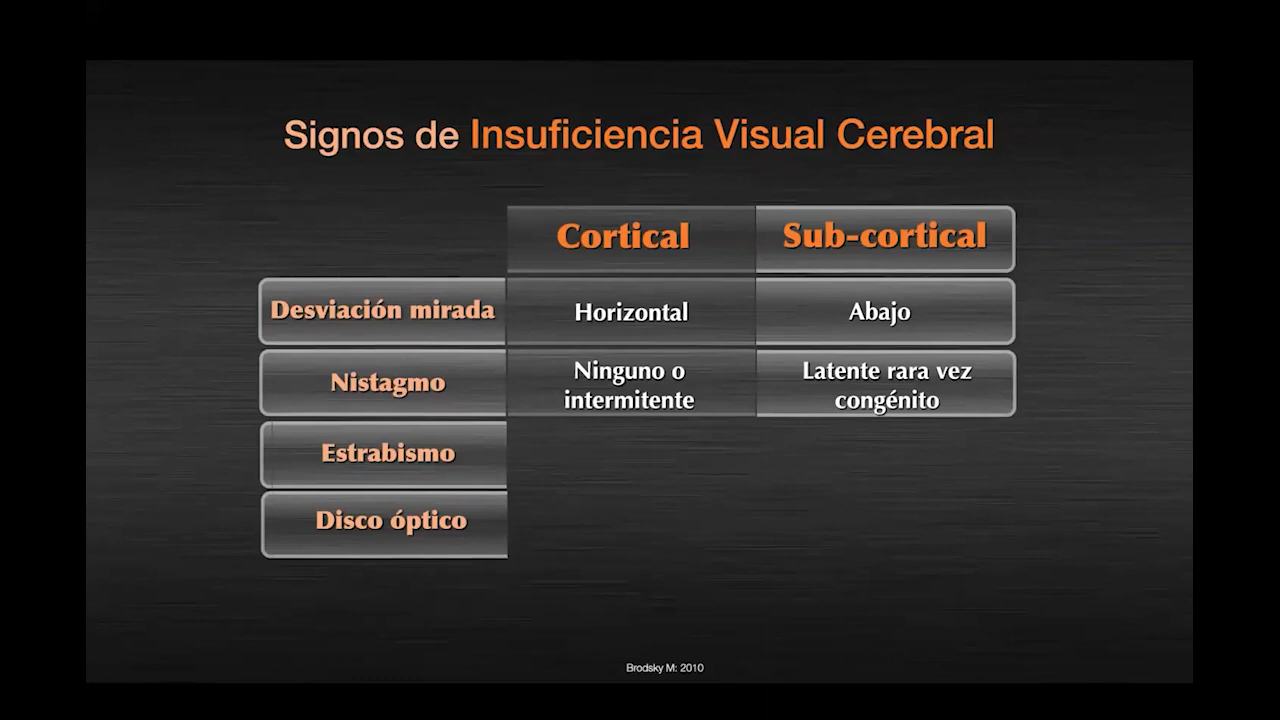 Signos de Insuficiencia Visual Cerebral
Cortical
Sub-cortical
Desviación mirada
Horizontal
Abajo
Nistagmo
Ninguno o
intermitente
Latente rara vez
congénito
Estrabismo
Disco óptico
Brodsky M: 2010